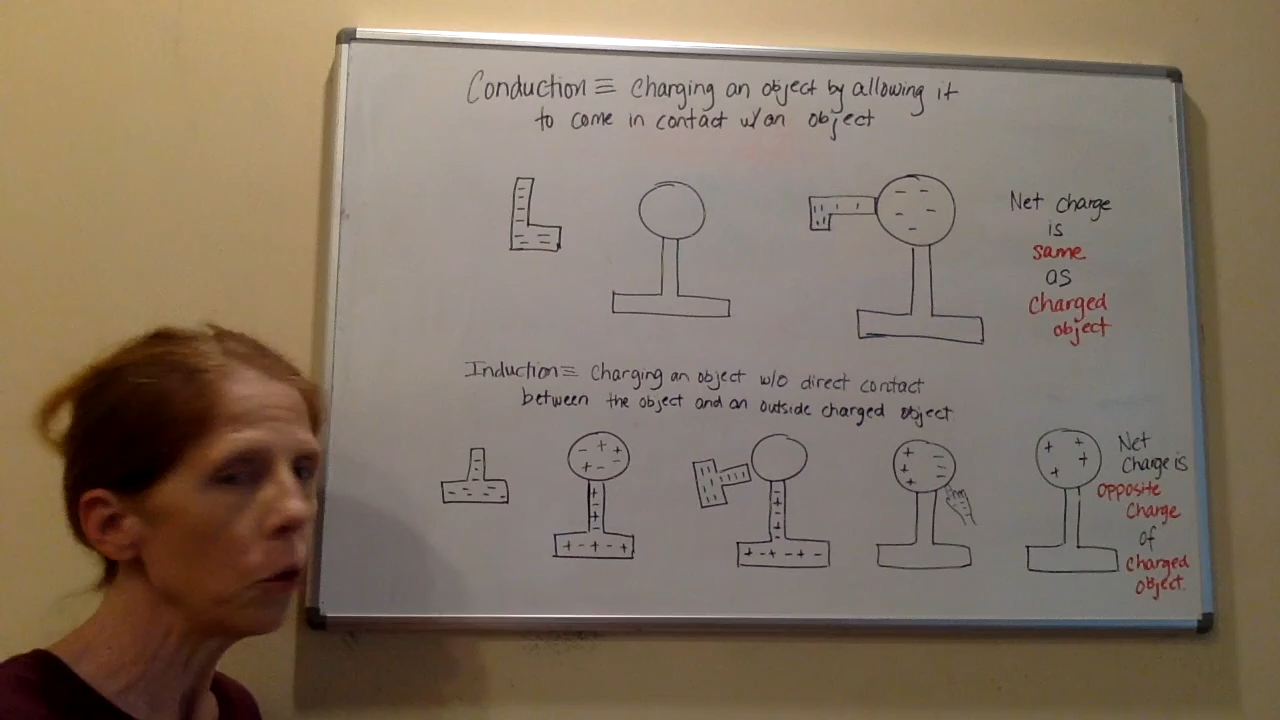 Conduction ≡ Charging an object by allowing it
to come in contact w/an object
Net charge
is
same
as
Charged
object
Induction ≡ Charging an object w/o direct contact
between the object and an outside charged object
Net
Charge is
opposite
Charge
of
Charged
object.